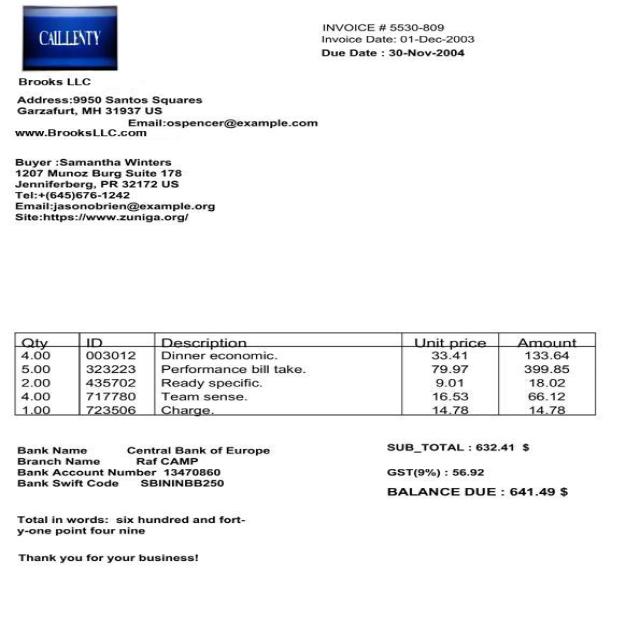 CAILLENTY
INVOICE # 5530-809
Invoice Date: 01-Dec-2003
Due Date : 30-Nov-2004
Brooks LLC
Address:9950 Santos Squares
Garzafurt, MH 31937 US
Email:ospencer@example.com
www.BrooksLLC.com
Buyer :Samantha Winters
1207 Munoz Burg Suite 178
Jenniferberg, PR 32172 US
Tel:+(645)676-1242
Email:jasonobrien@example.org
Site:https://www.zuniga.org/
Qty ID Description Unit price Amount
4.00 003012 Dinner economic. 33.41 133.64
5.00 323223 Performance bill take. 79.97 399.85
2.00 435702 Ready specific. 9.01 18.02
4.00 717780 Team sense. 16.53 66.12
1.00 723506 Charge. 14.78 14.78
Bank Name Central Bank of Europe
Branch Name Raf CAMP
Bank Account Number 13470860
Bank Swift Code SBININBB250
SUB_TOTAL : 632.41 $
GST(9%) : 56.92
BALANCE DUE : 641.49 $
Total in words: six hundred and fort-
y-one point four nine
Thank you for your business!